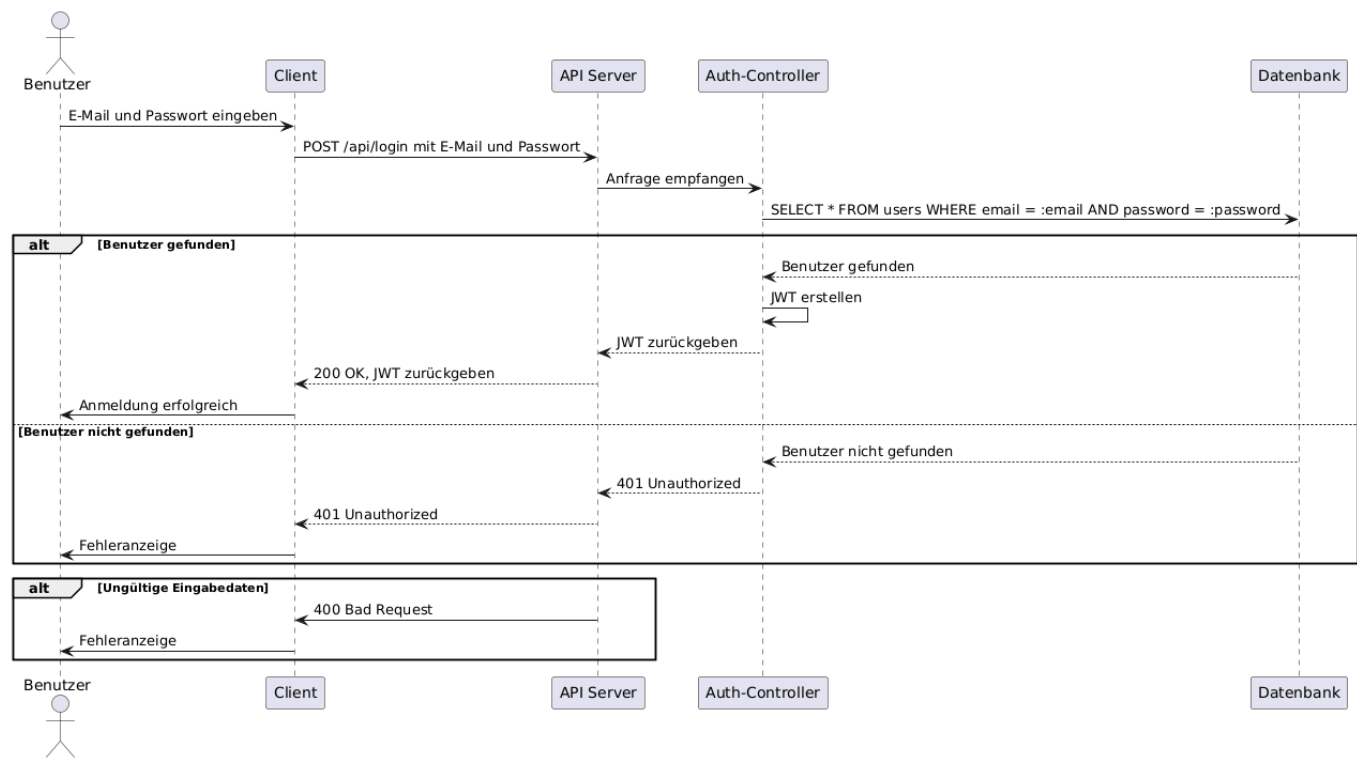 Benutzer
Client
API Server
Auth-Controller
Datenbank
E-Mail und Passwort eingeben
POST /api/login mit E-Mail und Passwort
Anfrage empfangen
SELECT * FROM users WHERE email = :email AND password = :password
alt [Benutzer gefunden]
Benutzer gefunden
JWT erstellen
JWT zurückgeben
200 OK, JWT zurückgeben
Anmeldung erfolgreich
[Benutzer nicht gefunden]
Benutzer nicht gefunden
401 Unauthorized
401 Unauthorized
Fehleranzeige
alt [Ungültige Eingabedaten]
400 Bad Request
Fehleranzeige
Benutzer
Client
API Server
Auth-Controller
Datenbank